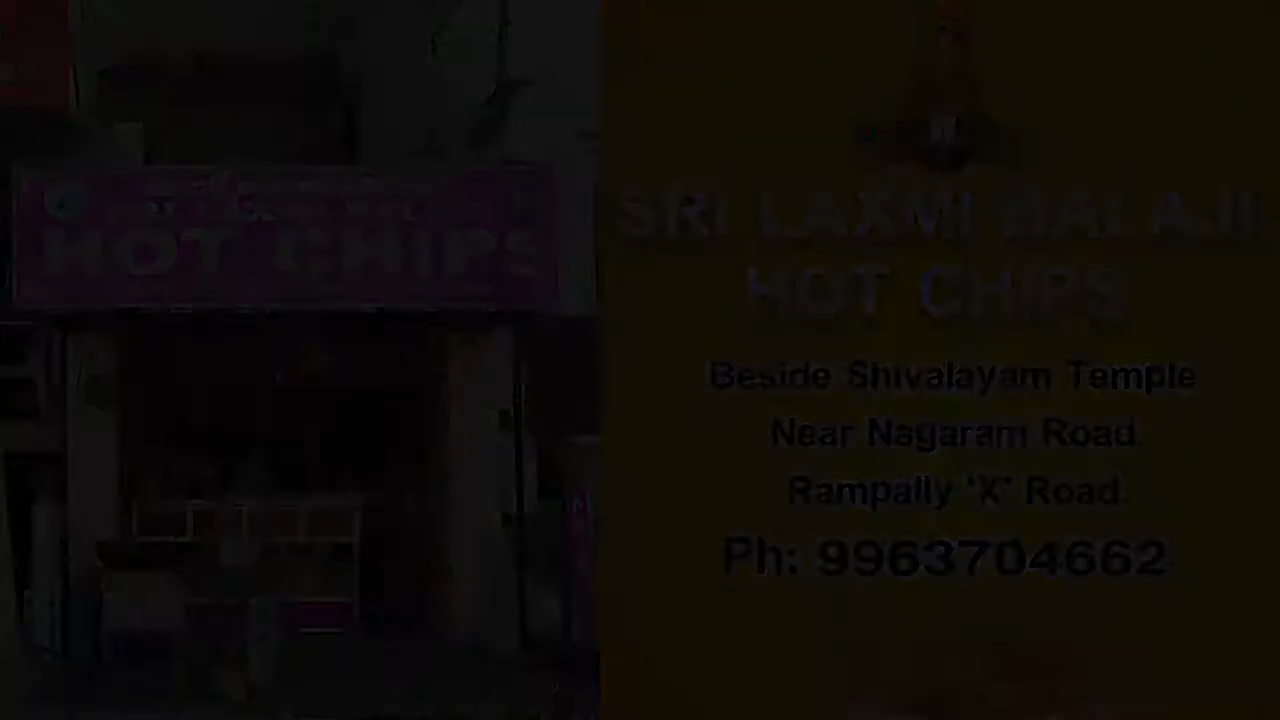 HOT CHIPS
SRI LAXMI BALAJI
HOT CHIPS
Beside Shivalayam Temple
Near Nagaram Road.
Rampally 'X' Road.
Ph: 9963704662